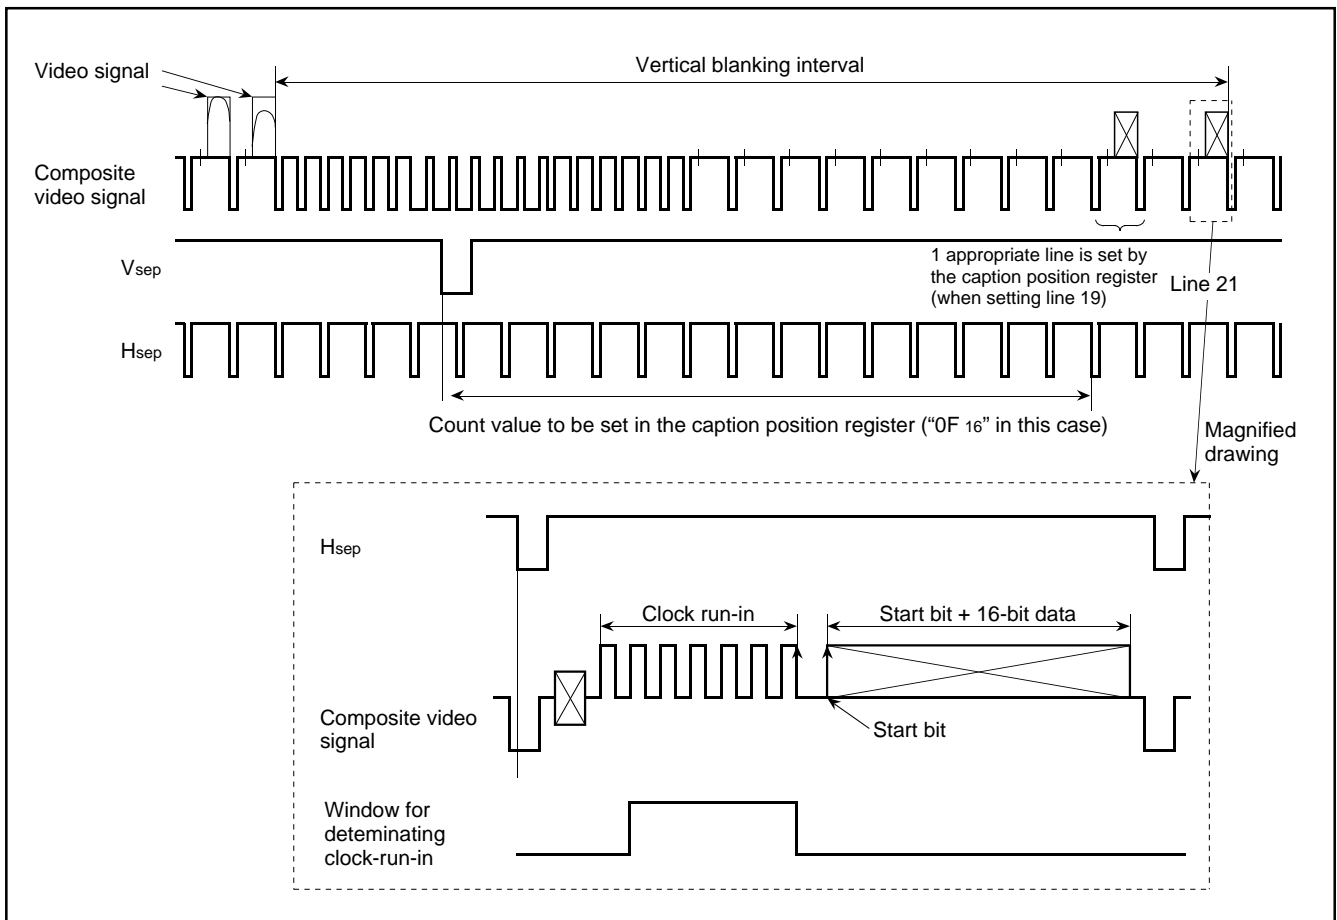 Video signal
Vertical blanking interval
Composite
video signal
Vsep
1 appropriate line is set by
the caption position register
(when setting line 19)
Line 21
Hsep
Count value to be set in the caption position register (“0F 16” in this case)
Magnified
drawing
Hsep
Clock run-in
Start bit + 16-bit data
Composite video
signal
Start bit
Window for
deteminating
clock-run-in